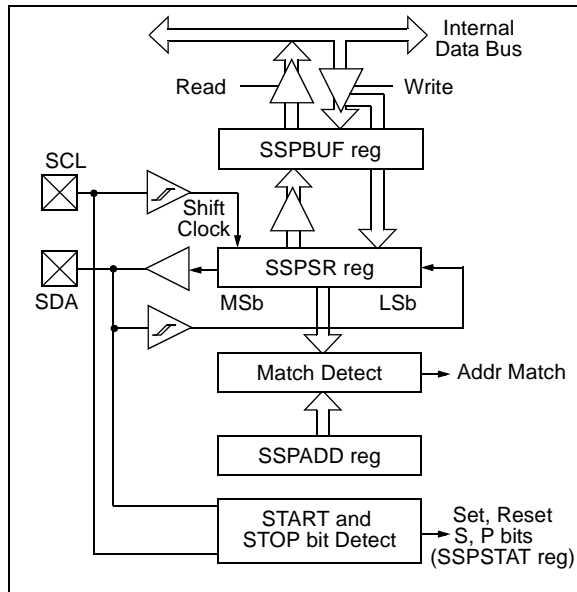 Internal
Data Bus
Read
Write
SSPBUF reg
SCL
Shift
Clock
SSPSR reg
SDA
MSb
LSb
Match Detect
Addr Match
SSPADD reg
START and
STOP bit Detect
Set, Reset
S, P bits
(SSPSTAT reg)